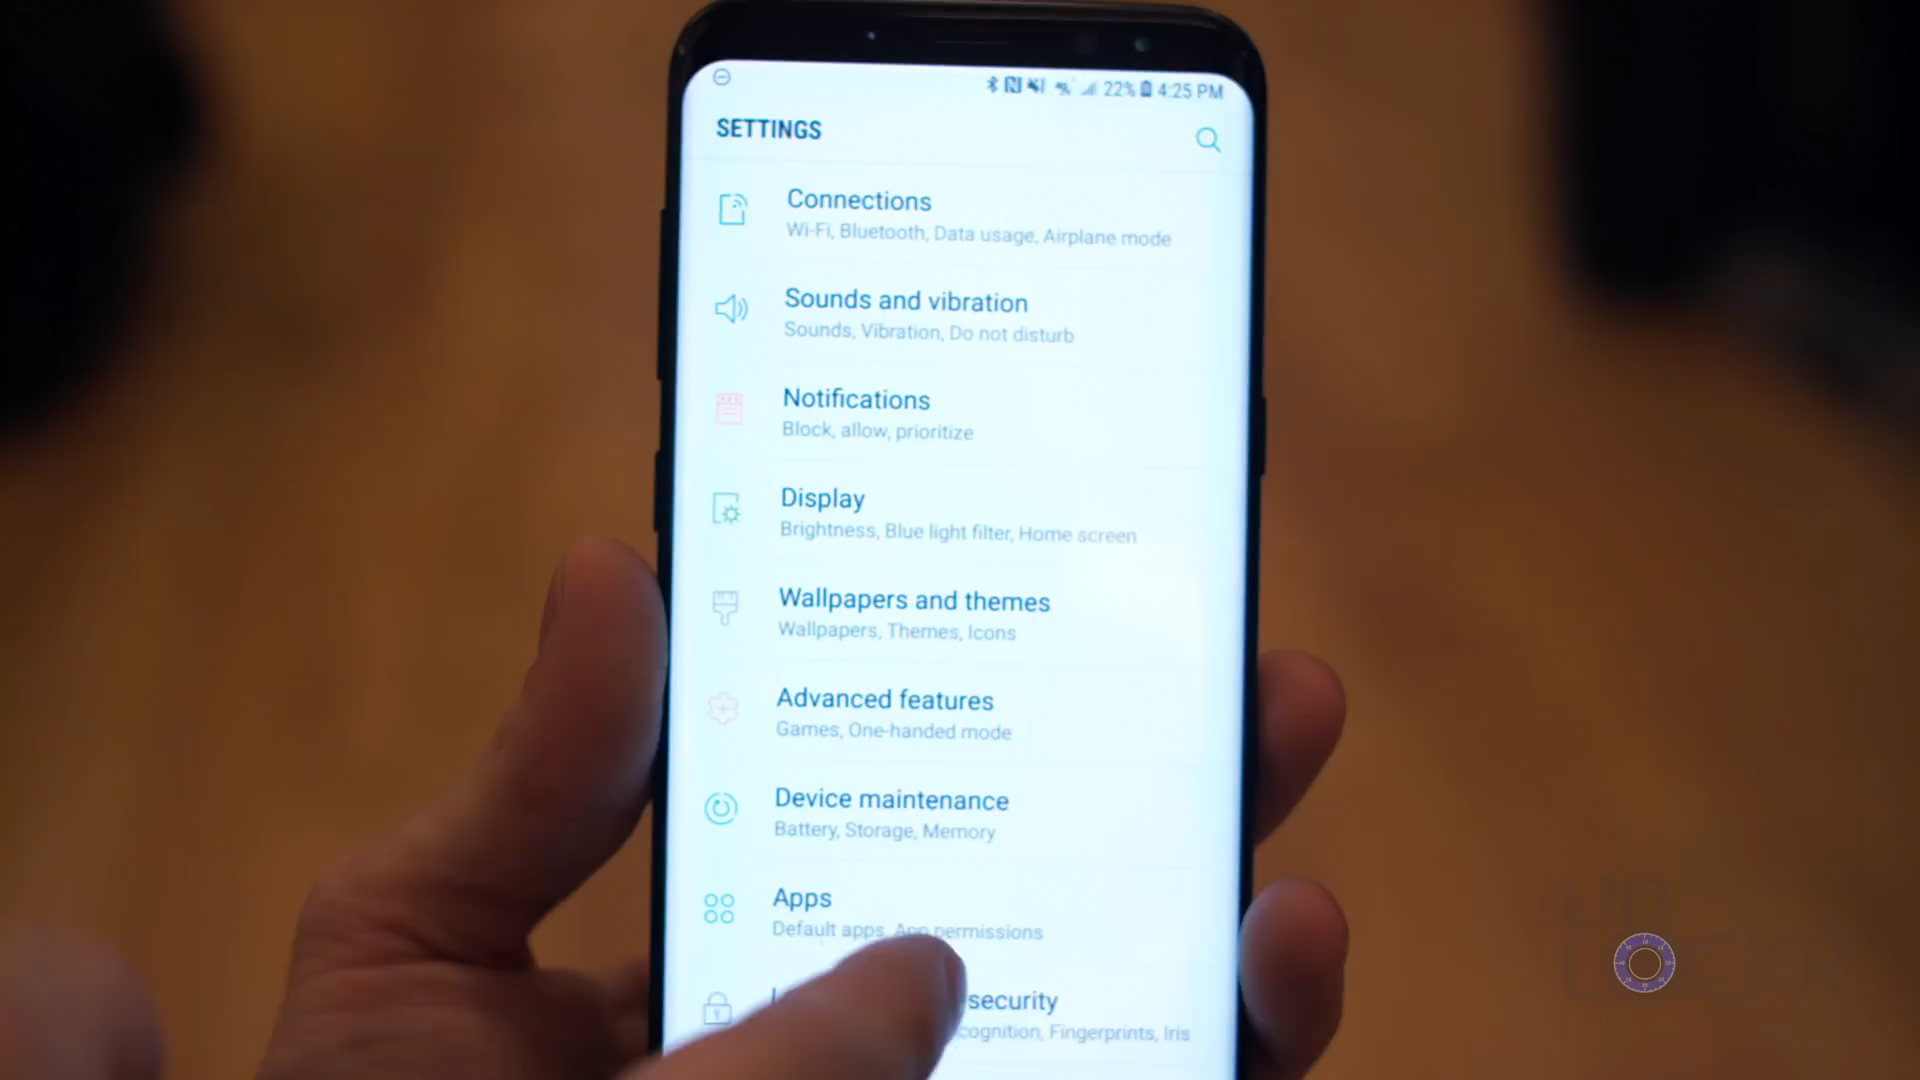 22% 4:25 PM
SETTINGS
Connections
Wi-Fi, Bluetooth, Data usage, Airplane mode
Sounds and vibration
Sounds, Vibration, Do not disturb
Notifications
Block, allow, prioritize
Display
Brightness, Blue light filter, Home screen
Wallpapers and themes
Wallpapers, Themes, Icons
Advanced features
Games, One-handed mode
Device maintenance
Battery, Storage, Memory
Apps
Default apps, App permissions
security
Fingerprints, Iris